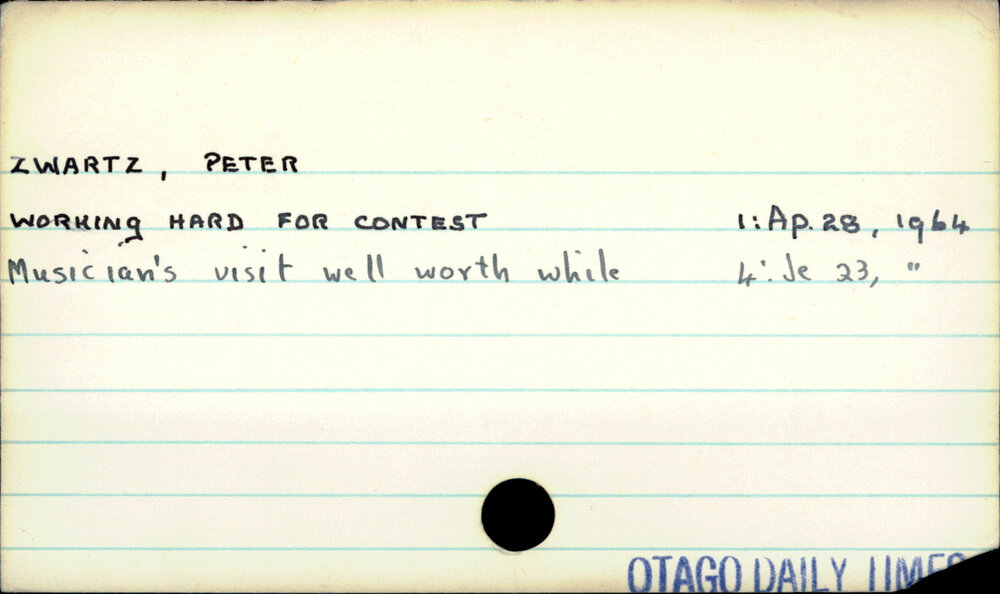 ZWARTZ, PETER
WORKING HARD FOR CONTEST 1: Ap. 28, 1964
Musician's visit well worth while 4: Je 23, "
OTAGO DAILY TIMES